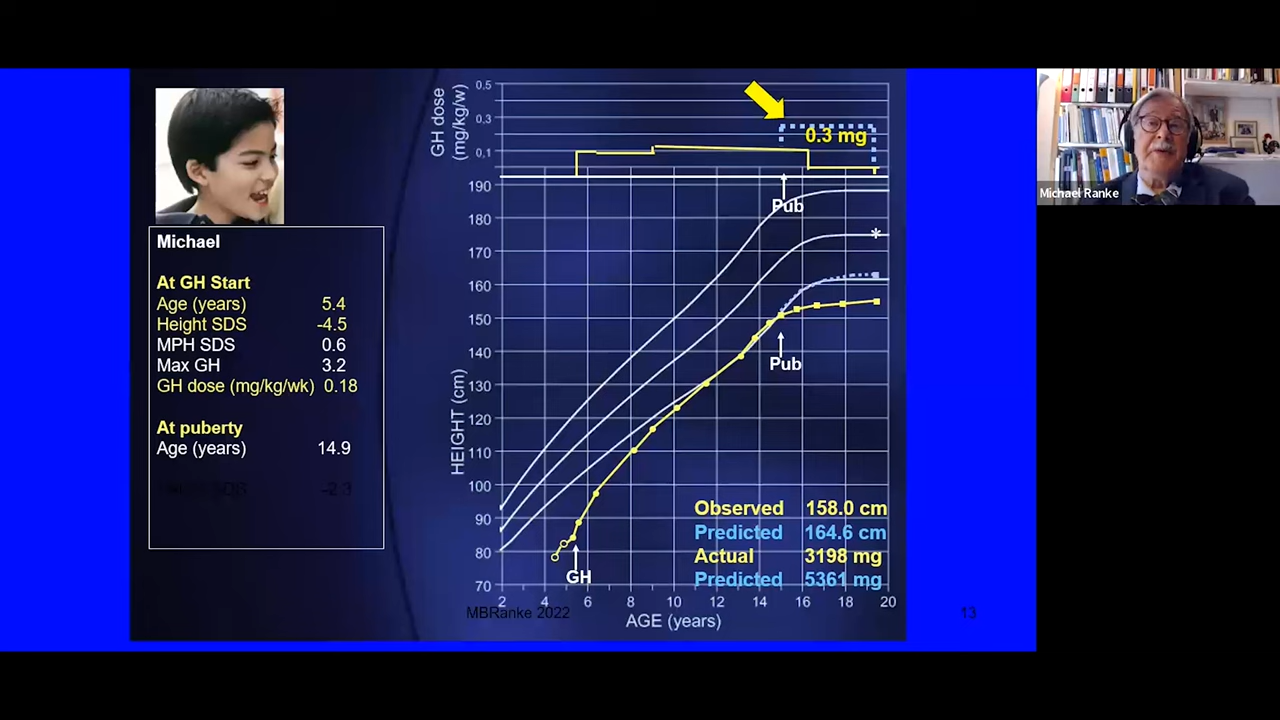 Michael
At GH Start
Age (years) 5.4
Height SDS -4.5
MPH SDS 0.6
Max GH 3.2
GH dose (mg/kg/wk) 0.18
At puberty
Age (years) 14.9
SDS -2.3
GH dose
(mg/kg/w)
0,5
0,3
0,1
0.3 mg
Pub
HEIGHT (cm)
190
180
170
160
150
140
130
120
110
100
90
80
70
*
Pub
GH
Observed 158.0 cm
Predicted 164.6 cm
Actual 3198 mg
Predicted 5361 mg
2 4 6 8 10 12 14 16 18 20
AGE (years)
MBRanke 2022
13
Michael Ranke